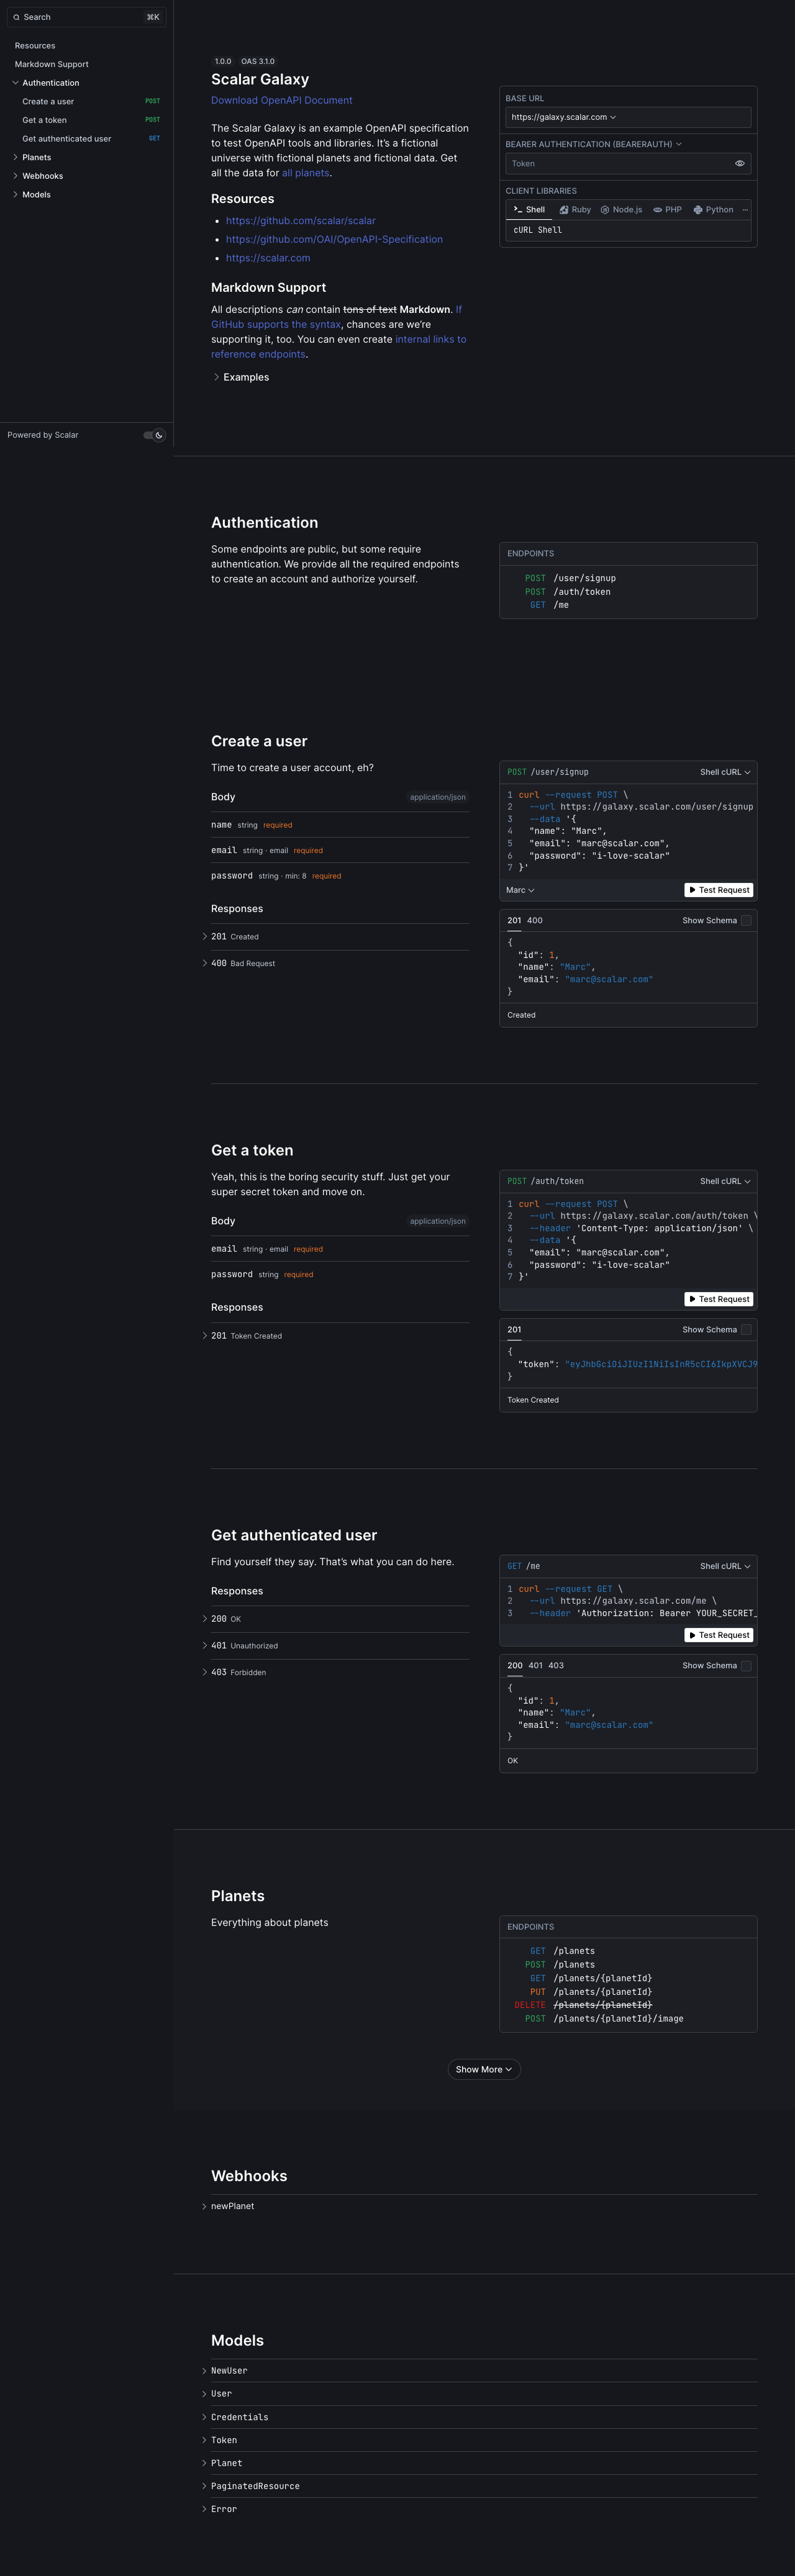 Search ⌘K
Resources
Markdown Support
Authentication
Create a user POST
Get a token POST
Get authenticated user GET
Planets
Webhooks
Models
Powered by Scalar
1.0.0 OAS 3.1.0
Scalar Galaxy
Download OpenAPI Document
The Scalar Galaxy is an example OpenAPI specification
to test OpenAPI tools and libraries. It’s a fictional
universe with fictional planets and fictional data. Get
all the data for all planets.
Resources
https://github.com/scalar/scalar
https://github.com/OAI/OpenAPI-Specification
https://scalar.com
Markdown Support
All descriptions can contain tons of text Markdown. If
GitHub supports the syntax, chances are we’re
supporting it, too. You can even create internal links to
reference endpoints.
Examples
BASE URL
https://galaxy.scalar.com
BEARER AUTHENTICATION (BEARERAUTH)
Token
CLIENT LIBRARIES
Shell Ruby Node.js PHP Python ...
cURL Shell
Authentication
Some endpoints are public, but some require
authentication. We provide all the required endpoints
to create an account and authorize yourself.
ENDPOINTS
POST /user/signup
POST /auth/token
GET /me
Create a user
Time to create a user account, eh?
Body application/json
name string required
email string · email required
password string · min: 8 required
Responses
201 Created
400 Bad Request
POST /user/signup Shell cURL
1 curl --request POST \
2 --url https://galaxy.scalar.com/user/signup
3 --data '{
4 "name": "Marc",
5 "email": "marc@scalar.com",
6 "password": "i-love-scalar"
7 }'
Marc Test Request
201 400 Show Schema
{
"id": 1,
"name": "Marc",
"email": "marc@scalar.com"
}
Created
Get a token
Yeah, this is the boring security stuff. Just get your
super secret token and move on.
Body application/json
email string · email required
password string required
Responses
201 Token Created
POST /auth/token Shell cURL
1 curl --request POST \
2 --url https://galaxy.scalar.com/auth/token \
3 --header 'Content-Type: application/json' \
4 --data '{
5 "email": "marc@scalar.com",
6 "password": "i-love-scalar"
7 }'
Test Request
201 Show Schema
{
"token": "eyJhbGciOiJIUzI1NiIsInR5cCI6IkpXVCJ9
}
Token Created
Get authenticated user
Find yourself they say. That’s what you can do here.
Responses
200 OK
401 Unauthorized
403 Forbidden
GET /me Shell cURL
1 curl --request GET \
2 --url https://galaxy.scalar.com/me \
3 --header 'Authorization: Bearer YOUR_SECRET_
Test Request
200 401 403 Show Schema
{
"id": 1,
"name": "Marc",
"email": "marc@scalar.com"
}
OK
Planets
Everything about planets
ENDPOINTS
GET /planets
POST /planets
GET /planets/{planetId}
PUT /planets/{planetId}
DELETE /planets/{planetId}
POST /planets/{planetId}/image
Show More
Webhooks
newPlanet
Models
NewUser
User
Credentials
Token
Planet
PaginatedResource
Error